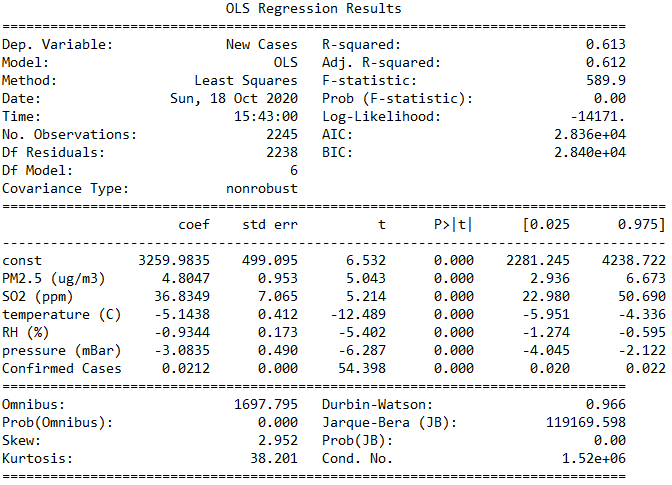 OLS Regression Results
==============================================================================
Dep. Variable: New Cases R-squared: 0.613
Model: OLS Adj. R-squared: 0.612
Method: Least Squares F-statistic: 589.9
Date: Sun, 18 Oct 2020 Prob (F-statistic): 0.00
Time: 15:43:00 Log-Likelihood: -14171.
No. Observations: 2245 AIC: 2.836e+04
Df Residuals: 2238 BIC: 2.840e+04
Df Model: 6
Covariance Type: nonrobust
===================================================================================
coef std err t P>|t| [0.025 0.975]
-----------------------------------------------------------------------------------
const 3259.9835 499.095 6.532 0.000 2281.245 4238.722
PM2.5 (ug/m3) 4.8047 0.953 5.043 0.000 2.936 6.673
SO2 (ppm) 36.8349 7.065 5.214 0.000 22.980 50.690
temperature (C) -5.1438 0.412 -12.489 0.000 -5.951 -4.336
RH (%) -0.9344 0.173 -5.402 0.000 -1.274 -0.595
pressure (mBar) -3.0835 0.490 -6.287 0.000 -4.045 -2.122
Confirmed Cases 0.0212 0.000 54.398 0.000 0.020 0.022
==============================================================================
Omnibus: 1697.795 Durbin-Watson: 0.966
Prob(Omnibus): 0.000 Jarque-Bera (JB): 119169.598
Skew: 2.952 Prob(JB): 0.00
Kurtosis: 38.201 Cond. No. 1.52e+06
==============================================================================